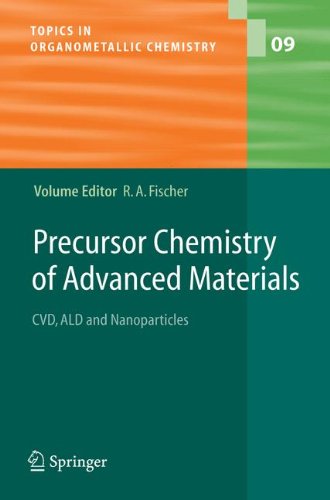 TOPICS IN
ORGANOMETALLIC CHEMISTRY
09
Volume Editor R. A. Fischer
Precursor Chemistry
of Advanced Materials
CVD, ALD and Nanoparticles
Springer